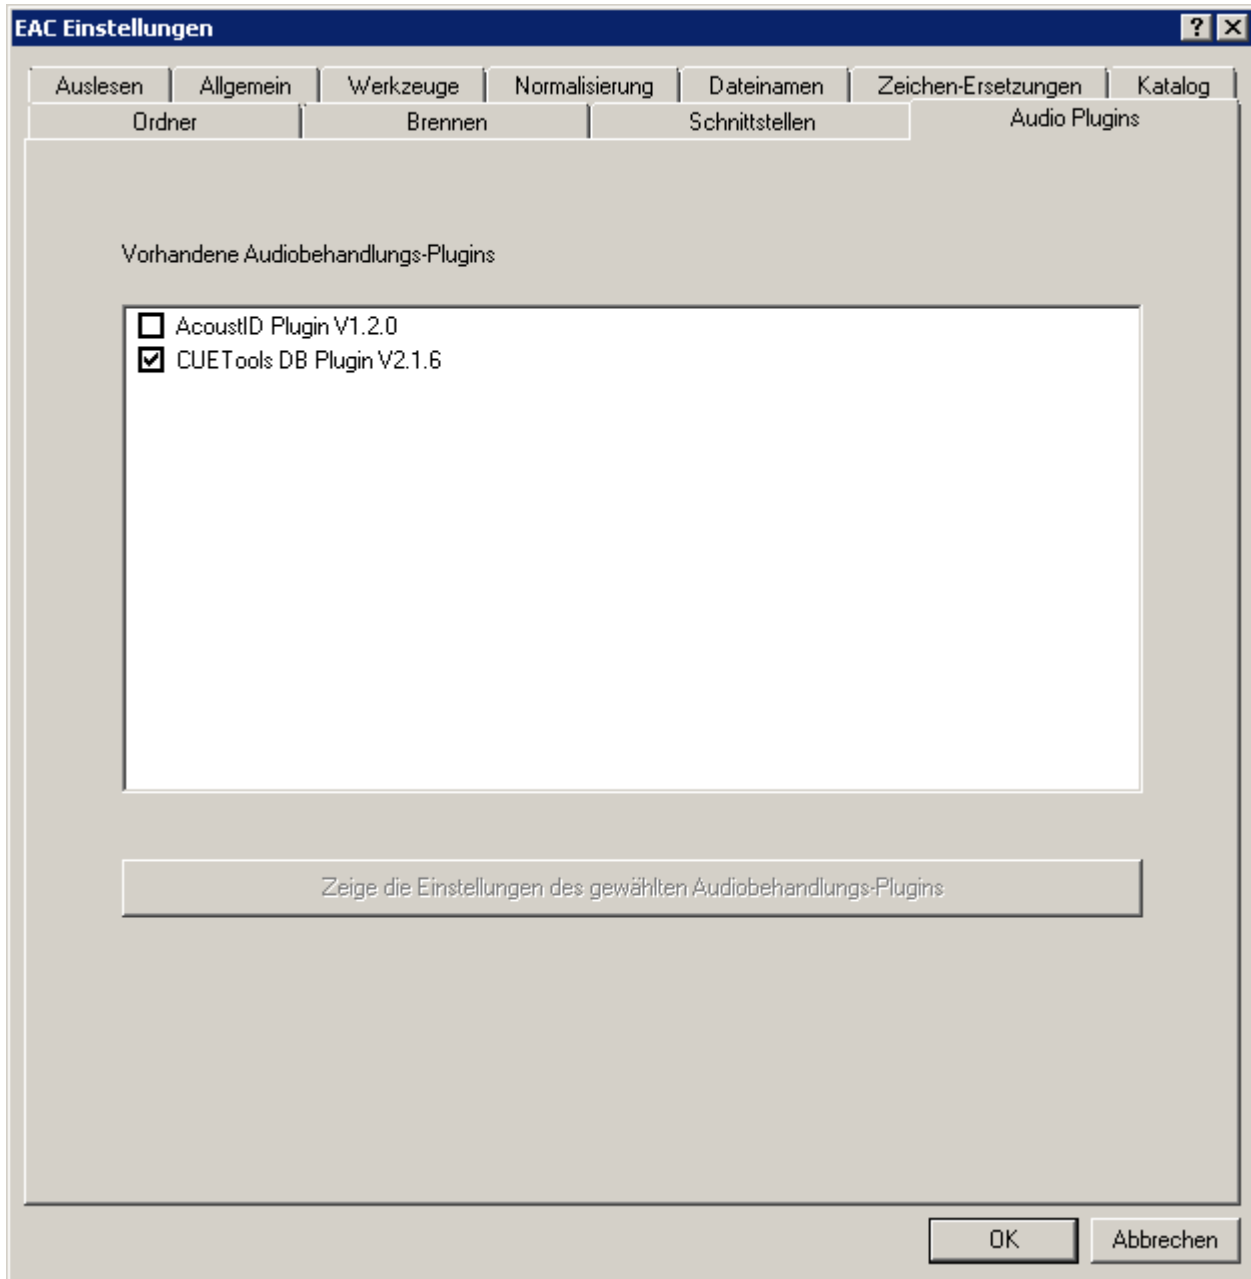 EAC Einstellungen
Auslesen Allgemein Werkzeuge Normalisierung Dateinamen Zeichen-Ersetzungen Katalog
Ordner Brennen Schnittstellen Audio Plugins
Vorhandene Audiobehandlungs-Plugins
AcoustID Plugin V1.2.0
CUETools DB Plugin V2.1.6
Zeige die Einstellungen des gewählten Audiobehandlungs-Plugins
OK Abbrechen